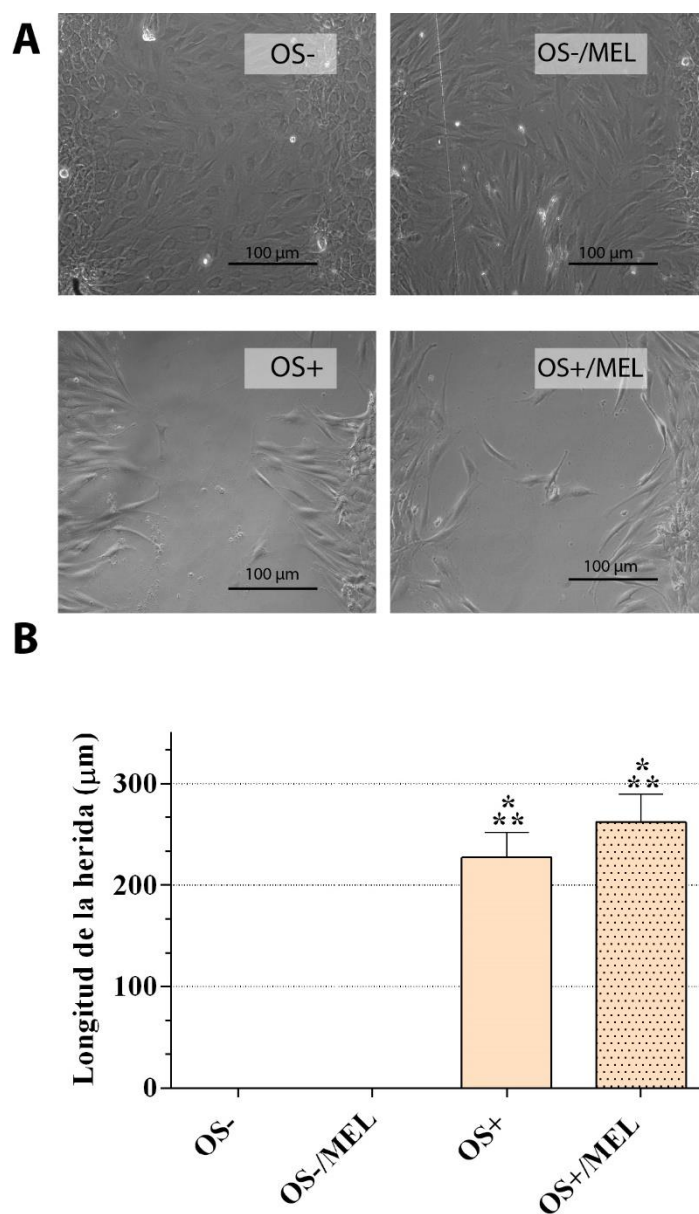 A
OS-
OS-/MEL
100 µm
100 µm
OS+
OS+/MEL
100 µm
100 µm
B
Longitud de la herida (µm)
300
200
100
0
*
**
*
**
OS-
OS-/MEL
OS+
OS+/MEL